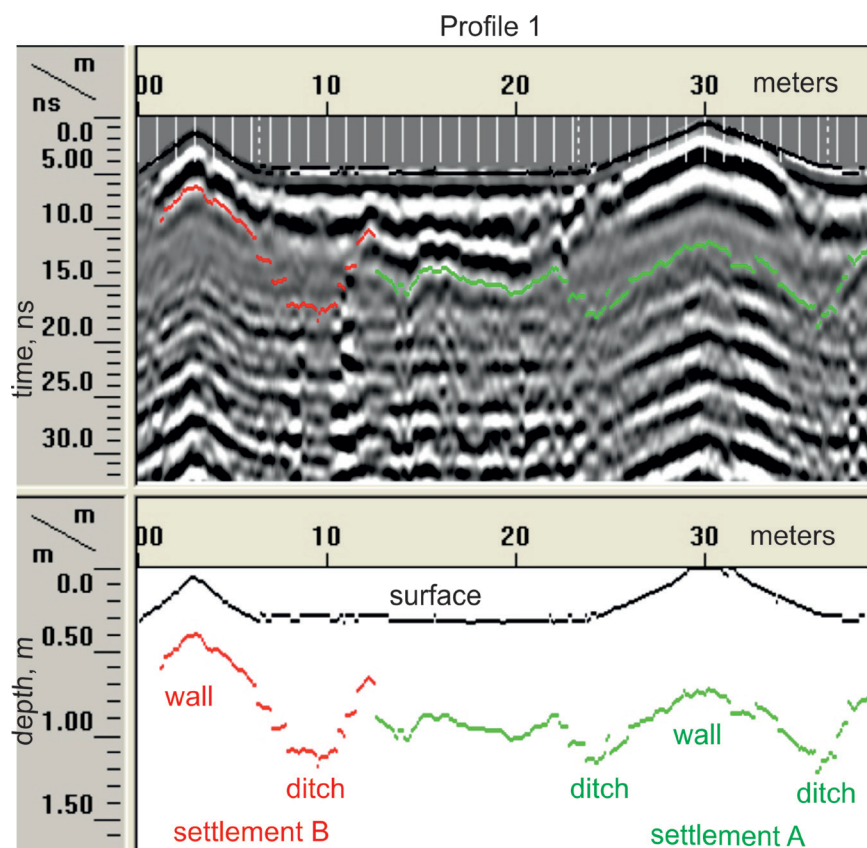 Profile 1
m
ns
00 10 20 30 meters
0.0
5.00
10.0
15.0
20.0
25.0
30.0
time, ns
m
m
00 10 30 meters
0.0
0.50
1.00
1.50
depth, m
surface
wall
wall
ditch
ditch
ditch
settlement B
settlement A